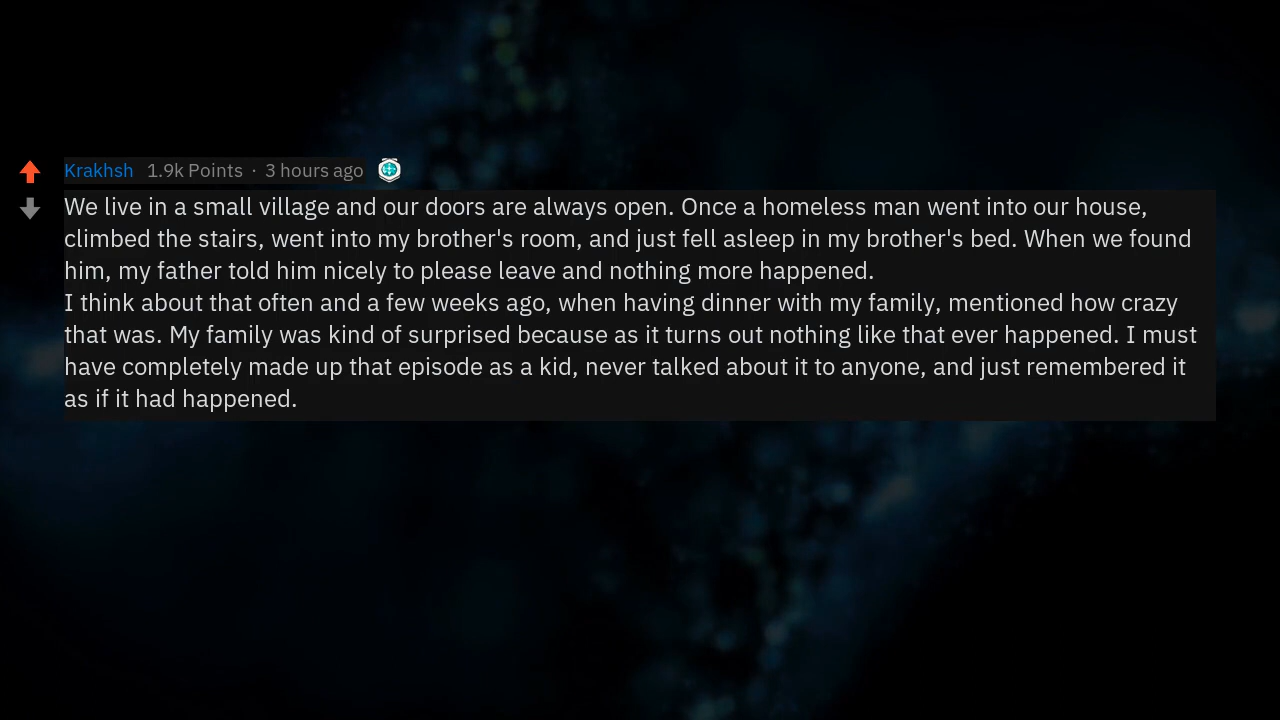 Krakhsh 1.9k Points · 3 hours ago
We live in a small village and our doors are always open. Once a homeless man went into our house,
climbed the stairs, went into my brother's room, and just fell asleep in my brother's bed. When we found
him, my father told him nicely to please leave and nothing more happened.
I think about that often and a few weeks ago, when having dinner with my family, mentioned how crazy
that was. My family was kind of surprised because as it turns out nothing like that ever happened. I must
have completely made up that episode as a kid, never talked about it to anyone, and just remembered it
as if it had happened.